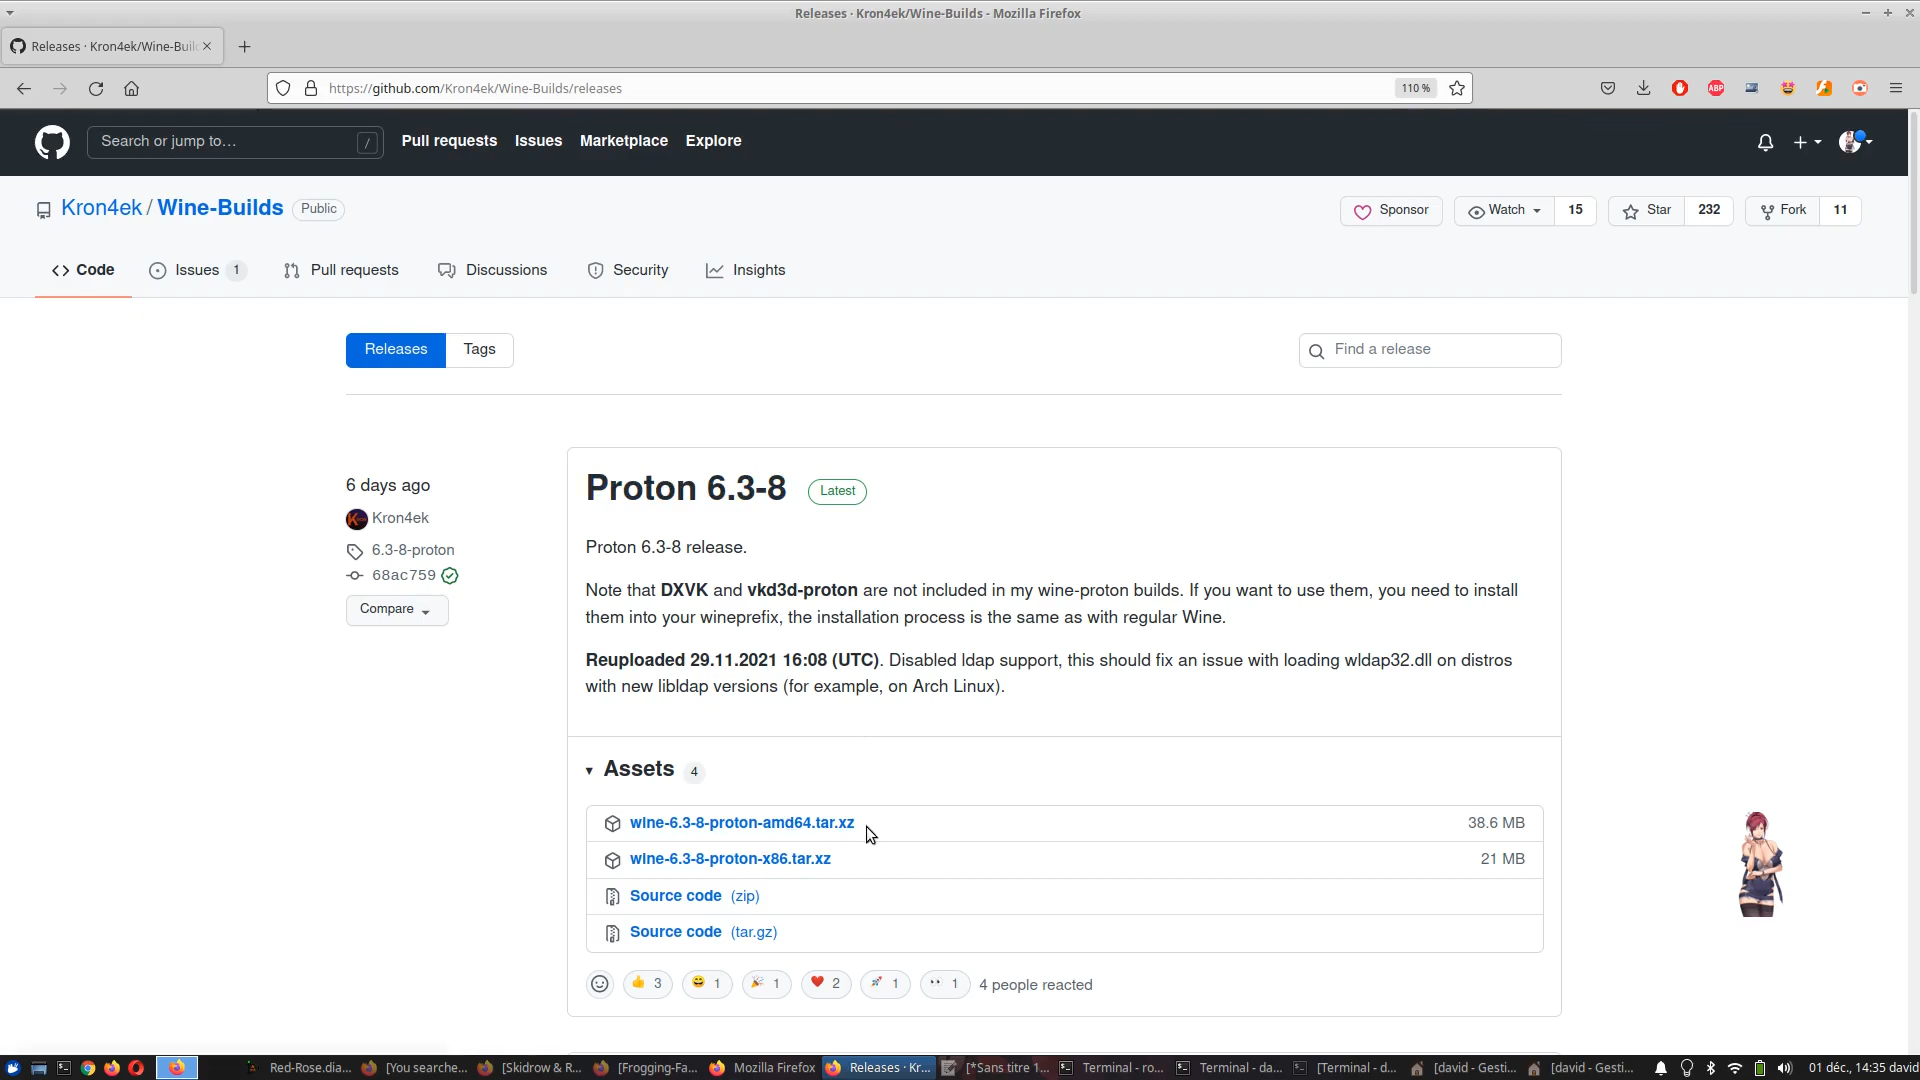 Releases · Kron4ek/Wine-Builds - Mozilla Firefox
Releases · Kron4ek/Wine-Buil
https://github.com/Kron4ek/Wine-Builds/releases
110 %
ABP
Search or jump to…
/
Pull requests
Issues
Marketplace
Explore
Kron4ek / Wine-Builds
Public
Sponsor
Watch
15
Star
232
Fork
11
Code
Issues
1
Pull requests
Discussions
Security
Insights
Releases
Tags
Find a release
6 days ago
Kron4ek
6.3-8-proton
68ac759
Compare
Proton 6.3-8
Latest
Proton 6.3-8 release.
Note that DXVK and vkd3d-proton are not included in my wine-proton builds. If you want to use them, you need to install
them into your wineprefix, the installation process is the same as with regular Wine.
Reuploaded 29.11.2021 16:08 (UTC). Disabled ldap support, this should fix an issue with loading wldap32.dll on distros
with new libldap versions (for example, on Arch Linux).
Assets
4
wine-6.3-8-proton-amd64.tar.xz
38.6 MB
wine-6.3-8-proton-x86.tar.xz
21 MB
Source code (zip)
Source code (tar.gz)
3
1
1
2
1
1
4 people reacted
Red-Rose.dia...
[You searche...
[Skidrow & R...
[Frogging-Fa...
Mozilla Firefox
Releases · Kr...
[*Sans titre 1...
Terminal - ro...
Terminal - da...
[Terminal - d...
[david - Gesti...
[david - Gesti...
01 déc., 14:35 david